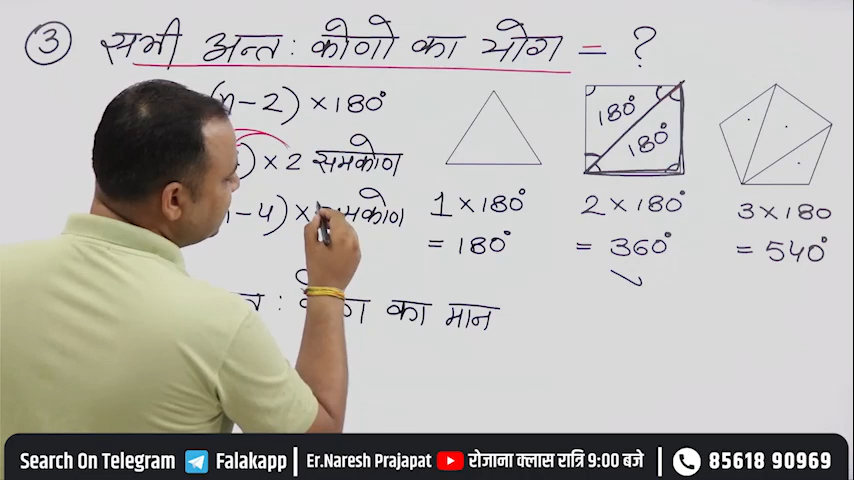 ③ सभी अन्त: कोणो का योग = ?
(n-2) × 180°
) × 2 समकोण
- 4) × समकोण
180°
180°
1 × 180°
= 180°
2 × 180°
= 360°
3 × 180
= 540°
का मान
Search On Telegram Falakapp Er.Naresh Prajapat रोजाना क्लास रात्रि 9:00 बजे 85618 90969